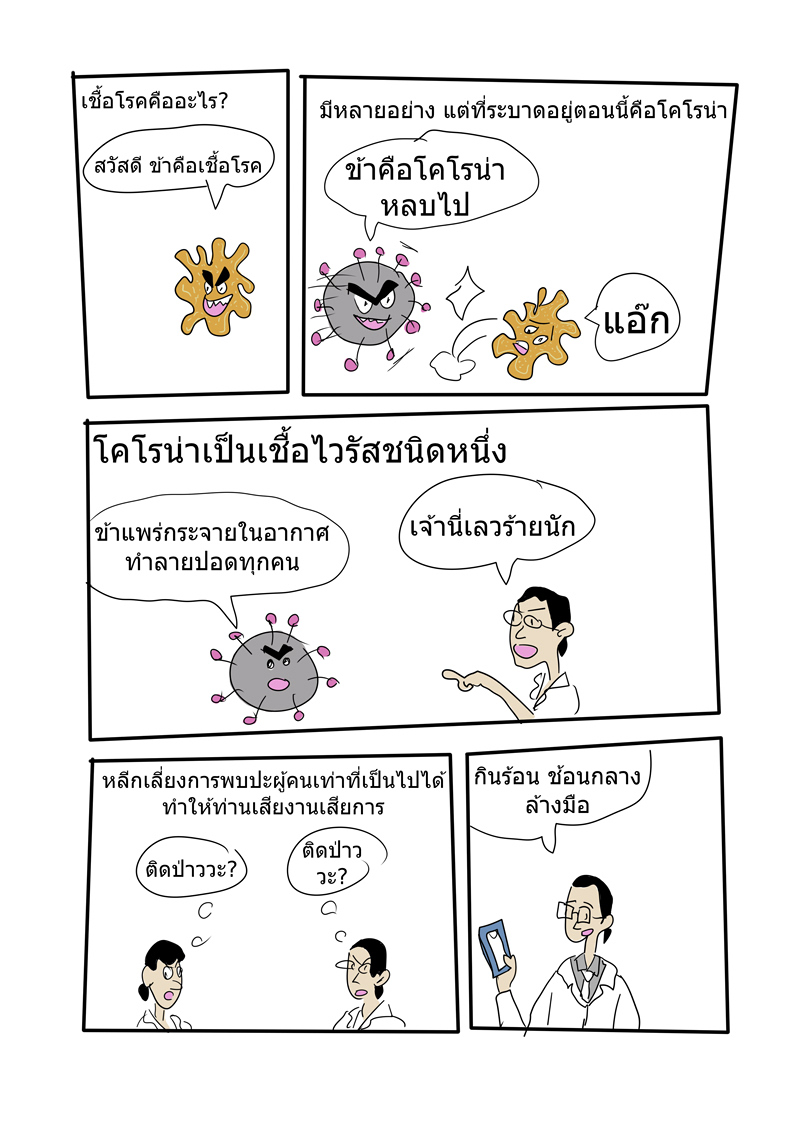 เชื้อโรคคืออะไร?
สวัสดี ข้าคือเชื้อโรค
มีหลายอย่าง แต่ที่ระบาดอยู่ตอนนี้คือโคโรน่า
ข้าคือโคโรน่า
หลบไป
แอ๊ก
โคโรน่าเป็นเชื้อไวรัสชนิดหนึ่ง
ข้าแพร่กระจายในอากาศ
ทำลายปอดทุกคน
เจ้านี่เลวร้ายนัก
หลีกเลี่ยงการพบปะผู้คนเท่าที่เป็นไปได้
ทำให้ท่านเสียงานเสียการ
ติดป่าววะ?
ติดป่าว
วะ?
กินร้อน ช้อนกลาง
ล้างมือ